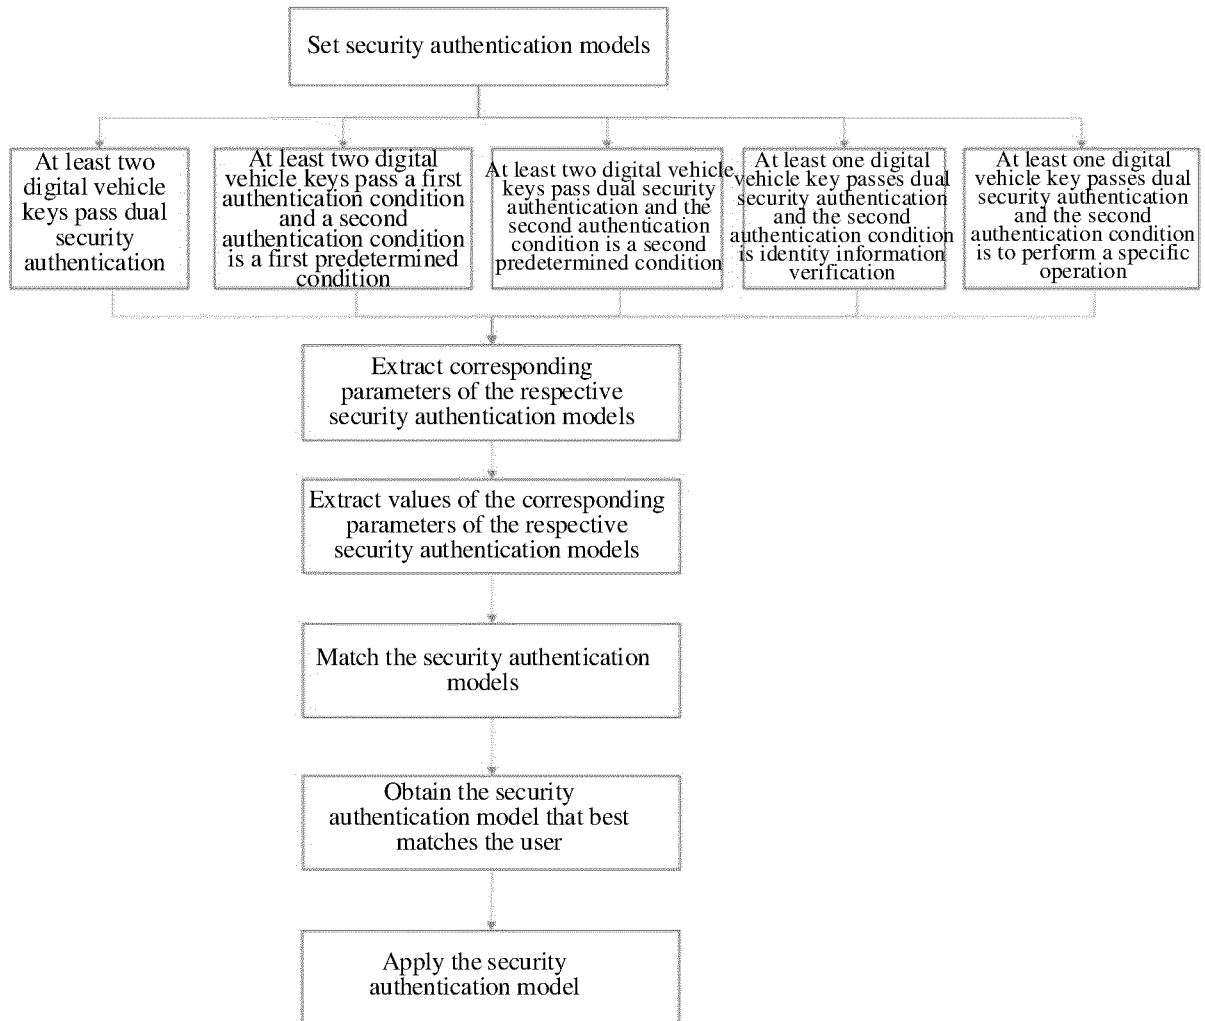 Set security authentication models
At least two
digital vehicle
keys pass dual
security
authentication
At least two digital
vehicle keys pass a first
authentication condition
and a second
authentication condition
is a first predetermined
condition
At least two digital vehicle
keys pass dual security
authentication and the
second authentication
condition is a second
predetermined condition
At least one digital
vehicle key passes dual
security authentication
and the second
authentication condition
is identity information
verification
At least one digital
vehicle key passes dual
security authentication
and the second
authentication condition
is to perform a specific
operation
Extract corresponding
parameters of the respective
security authentication models
Extract values of the corresponding
parameters of the respective
security authentication models
Match the security authentication
models
Obtain the security
authentication model that best
matches the user
Apply the security
authentication model